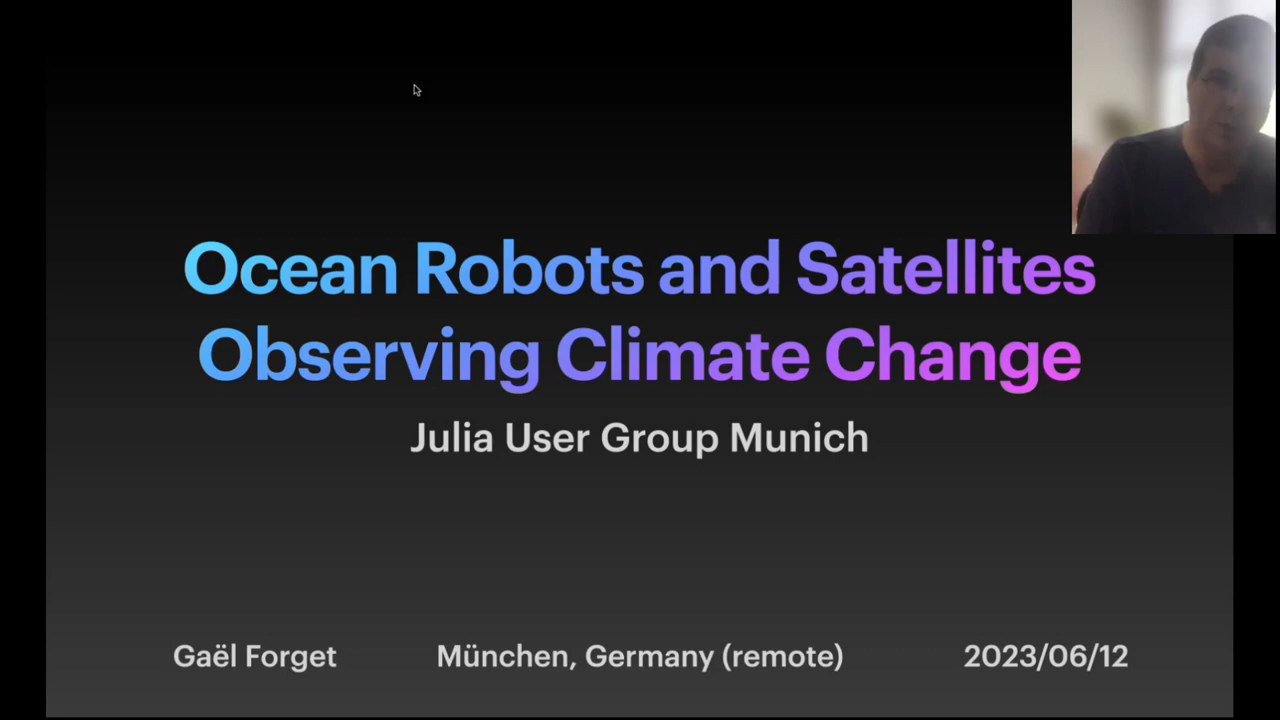 Ocean Robots and Satellites
Observing Climate Change
Julia User Group Munich
Gaël Forget München, Germany (remote) 2023/06/12